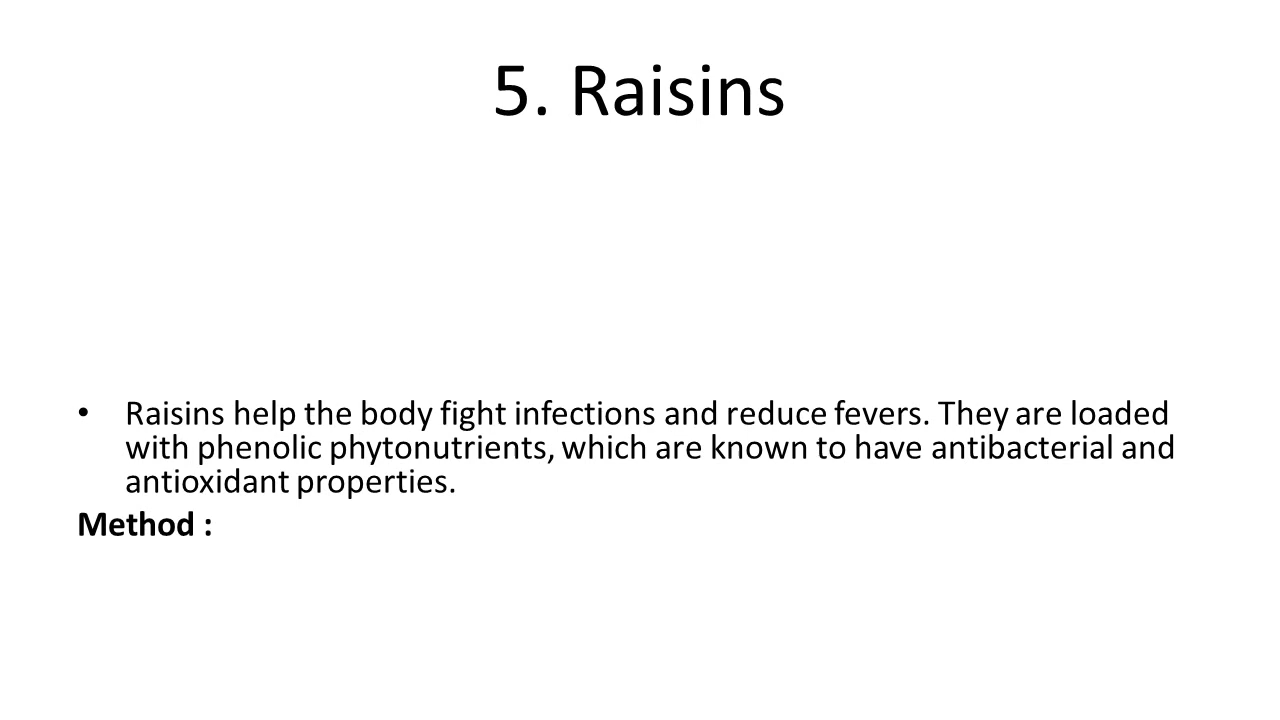 5. Raisins
• Raisins help the body fight infections and reduce fevers. They are loaded
with phenolic phytonutrients, which are known to have antibacterial and
antioxidant properties.
Method :